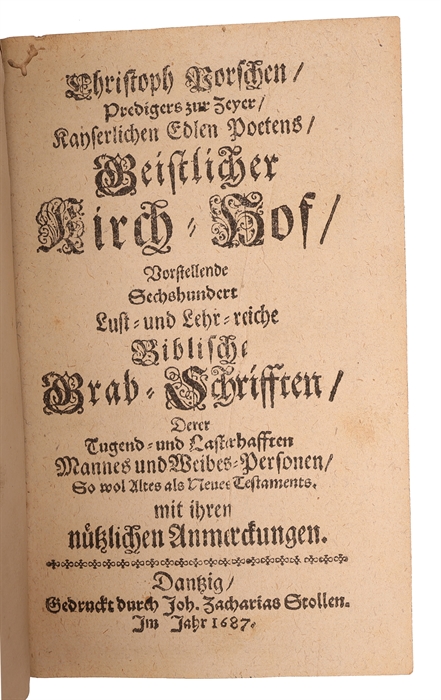 Christoph Porschen/
Predigers zur Zeyer/
Kayserlichen Edlen Poetens/
Geistlicher
Kirch-Hof/
Vorstellende
Sechshundert
Lust- und Lehr-reiche
Biblische
Grab-Schrifften/
Derer
Tugend- und Lasterhafften
Mannes und Weibes-Personen/
So wol Altes als Neues Testaments.
mit ihren
nützlichen Anmerckungen.
Dantzig/
Gedruckt durch Joh. Zacharias Stollen.
Im Jahr 1687.